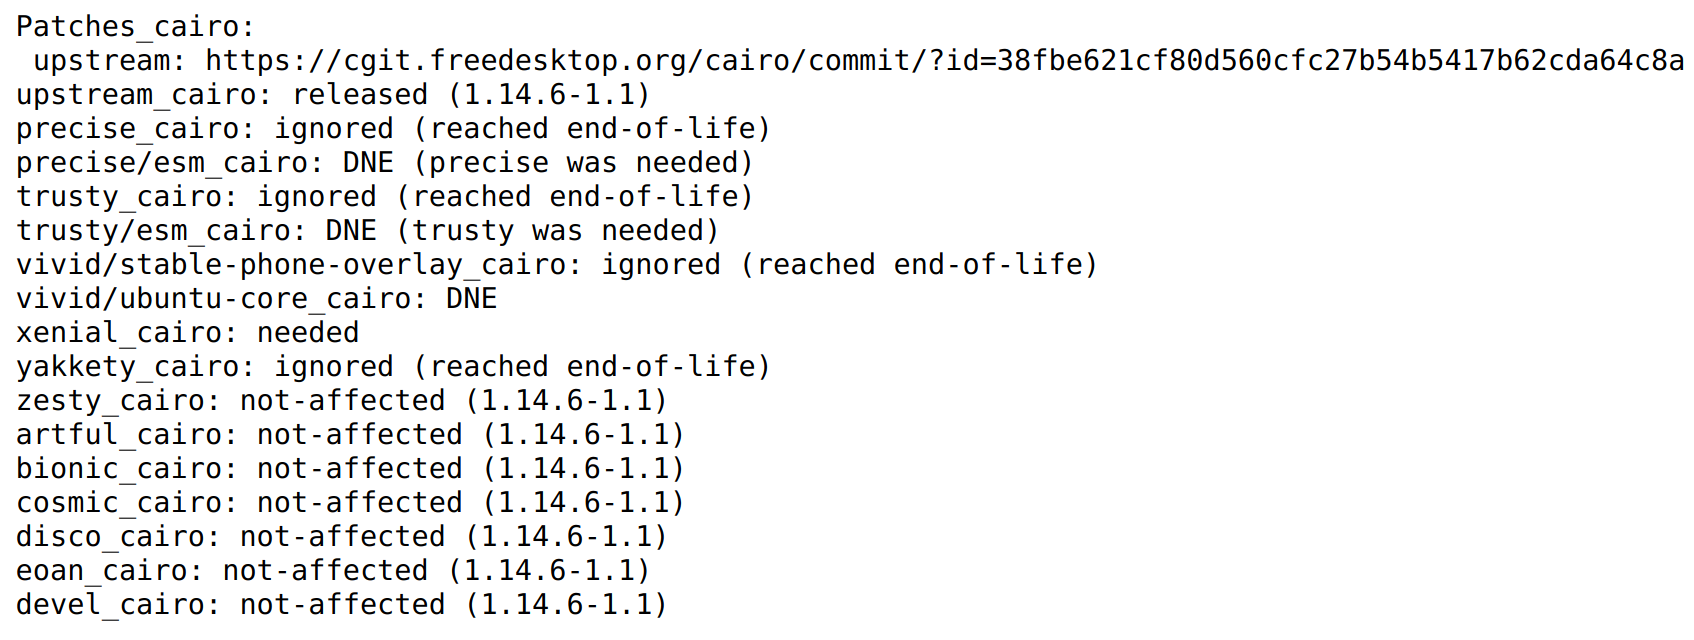 Patches_cairo:
 upstream: https://cgit.freedesktop.org/cairo/commit/?id=38fbe621cf80d560cfc27b54b5417b62cda64c8a
upstream_cairo: released (1.14.6-1.1)
precise_cairo: ignored (reached end-of-life)
precise/esm_cairo: DNE (precise was needed)
trusty_cairo: ignored (reached end-of-life)
trusty/esm_cairo: DNE (trusty was needed)
vivid/stable-phone-overlay_cairo: ignored (reached end-of-life)
vivid/ubuntu-core_cairo: DNE
xenial_cairo: needed
yakkety_cairo: ignored (reached end-of-life)
zesty_cairo: not-affected (1.14.6-1.1)
artful_cairo: not-affected (1.14.6-1.1)
bionic_cairo: not-affected (1.14.6-1.1)
cosmic_cairo: not-affected (1.14.6-1.1)
disco_cairo: not-affected (1.14.6-1.1)
eoan_cairo: not-affected (1.14.6-1.1)
devel_cairo: not-affected (1.14.6-1.1)